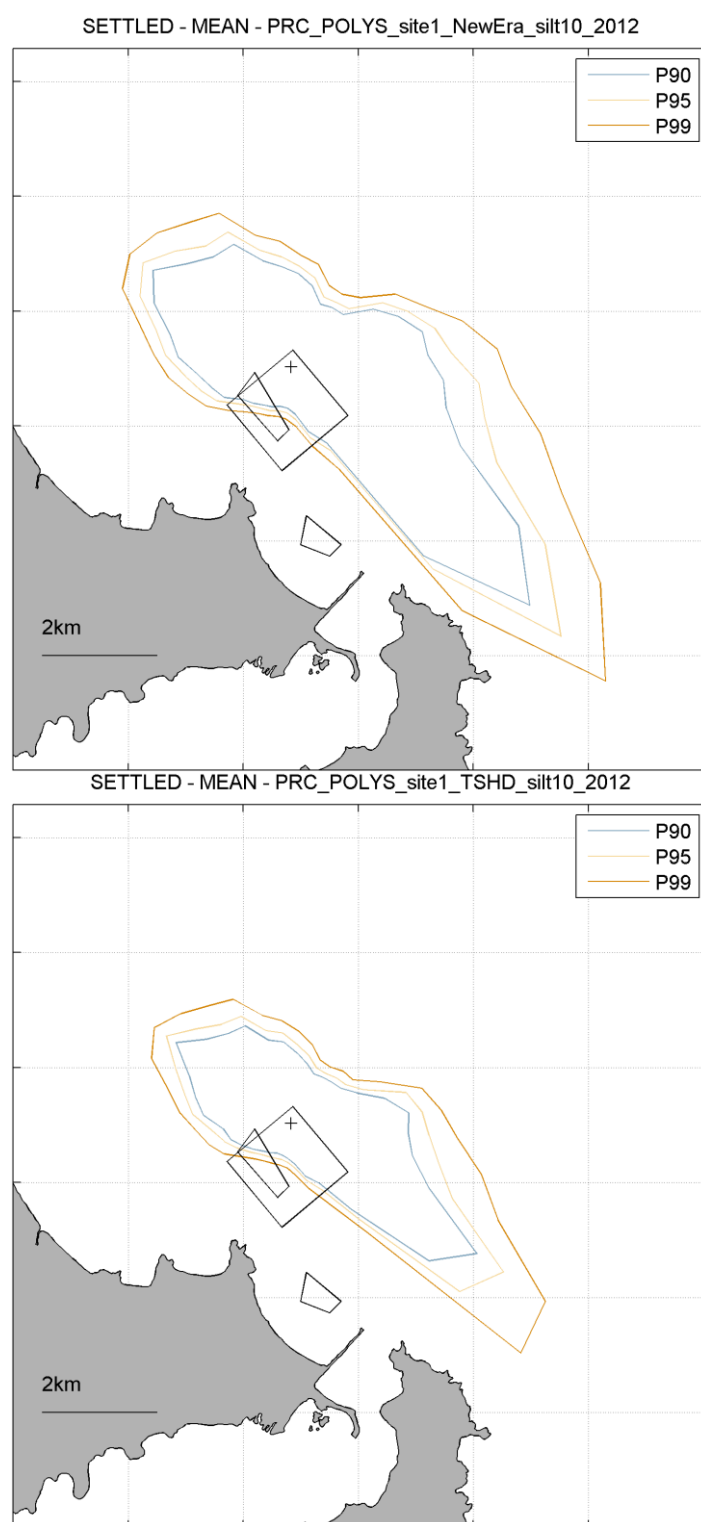 SETTLED - MEAN - PRC_POLYS_site1_NewEra_silt10_2012
P90
P95
P99
2km
SETTLED - MEAN - PRC_POLYS_site1_TSHD_silt10_2012
P90
P95
P99
2km